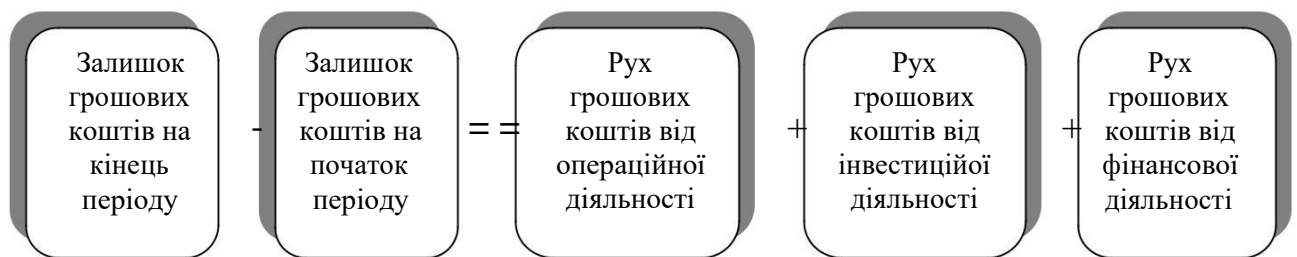 Залишок
грошових
коштів на
кінець
періоду
-
Залишок
грошових
коштів на
початок
періоду
= =
Рух
грошових
коштів від
операційної
діяльності
+
Рух
грошових
коштів від
інвестиційої
діяльності
+
Рух
грошових
коштів від
фінансової
діяльності